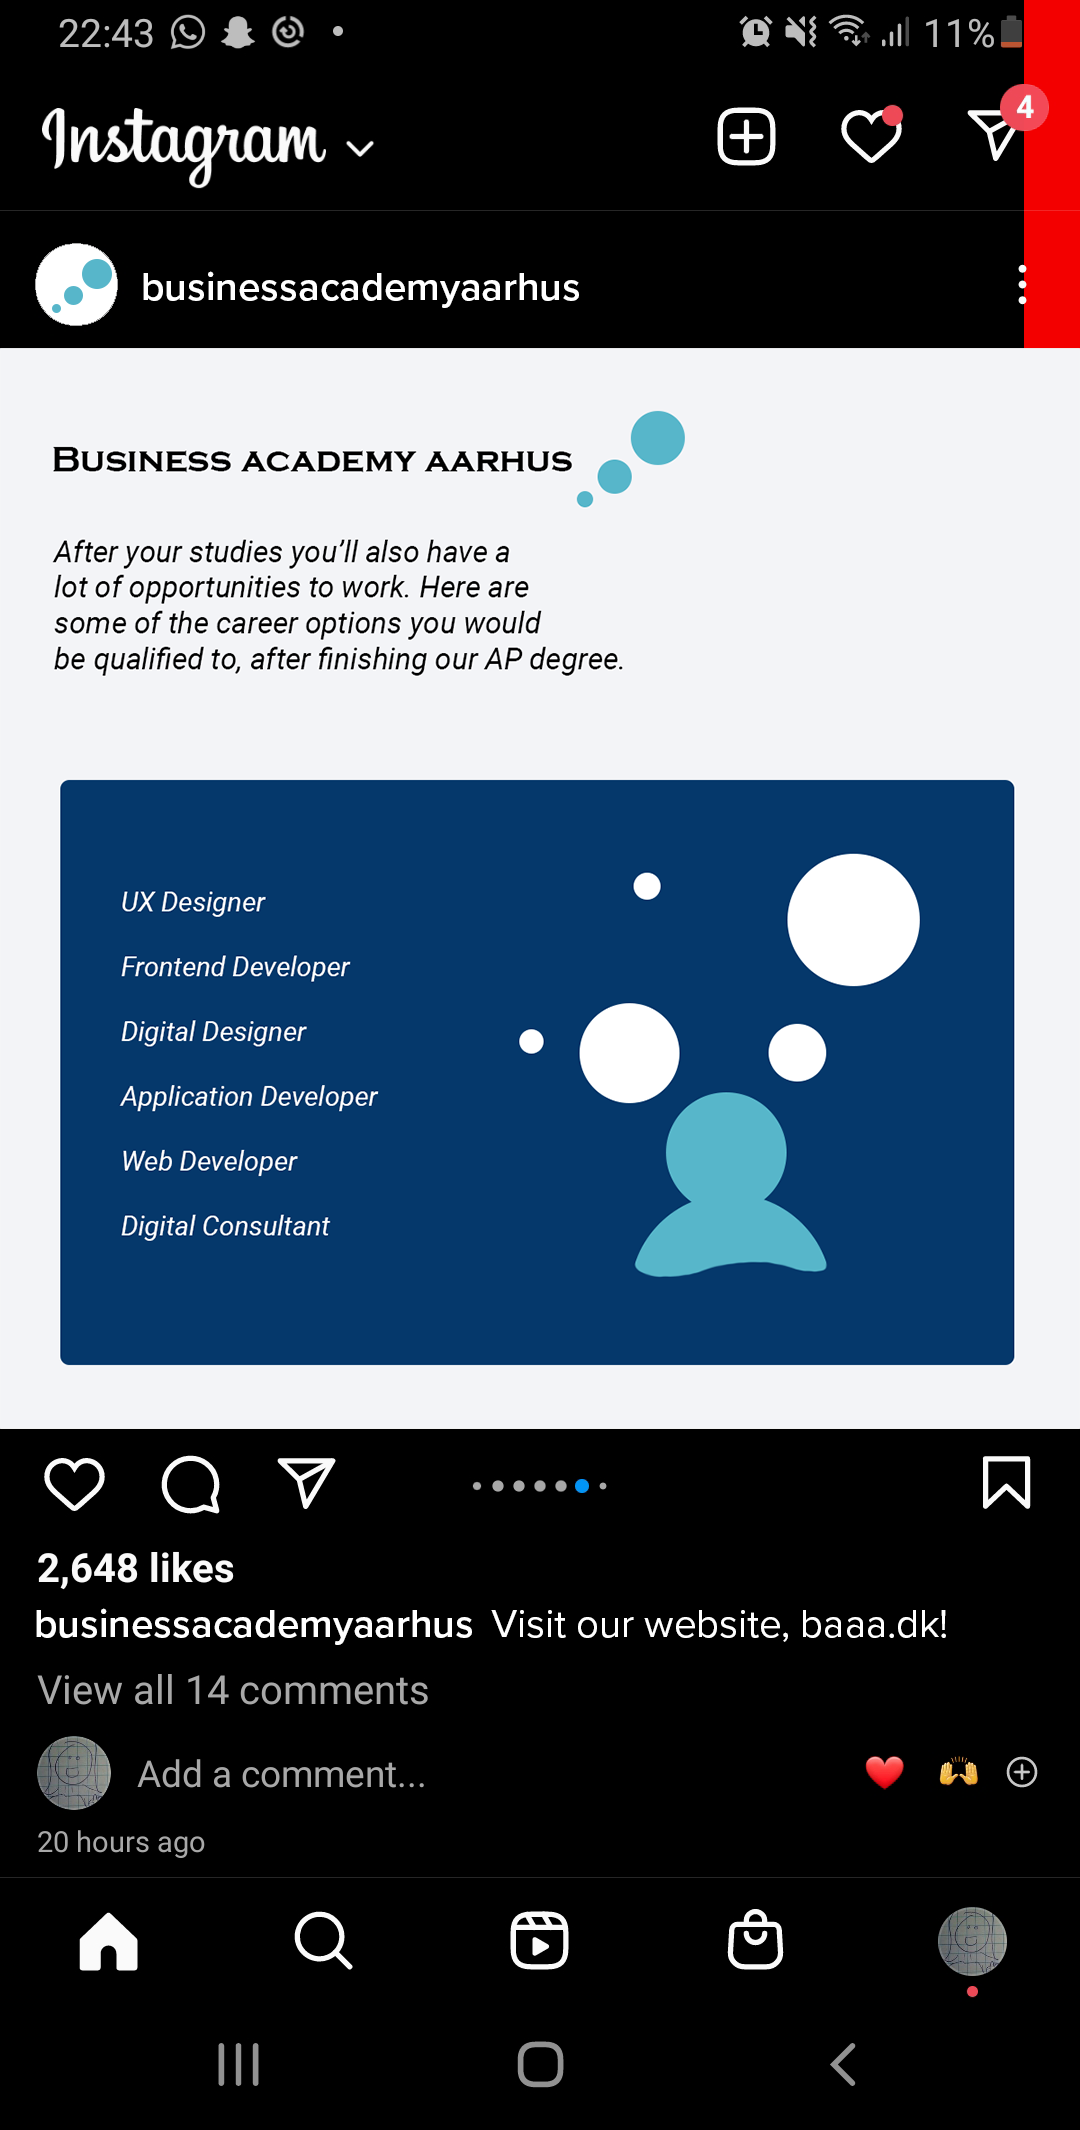 22:43 11%
Instagram
4
businessacademyaarhus
BUSINESS ACADEMY AARHUS
After your studies you’ll also have a
lot of opportunities to work. Here are
some of the career options you would
be qualified to, after finishing our AP degree.
UX Designer
Frontend Developer
Digital Designer
Application Developer
Web Developer
Digital Consultant
2,648 likes
businessacademyaarhus Visit our website, baaa.dk!
View all 14 comments
Add a comment...
20 hours ago